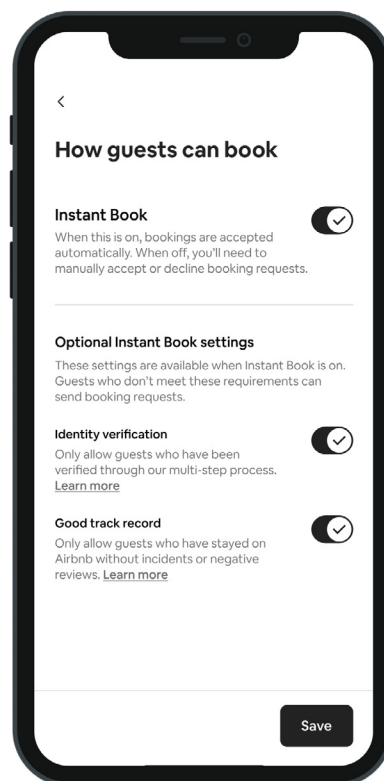 How guests can book
Instant Book
When this is on, bookings are accepted
automatically. When off, you'll need to
manually accept or decline booking requests.
Optional Instant Book settings
These settings are available when Instant Book is on.
Guests who don't meet these requirements can
send booking requests.
Identity verification
Only allow guests who have been
verified through our multi-step process.
Learn more
Good track record
Only allow guests who have stayed on
Airbnb without incidents or negative
reviews. Learn more
Save